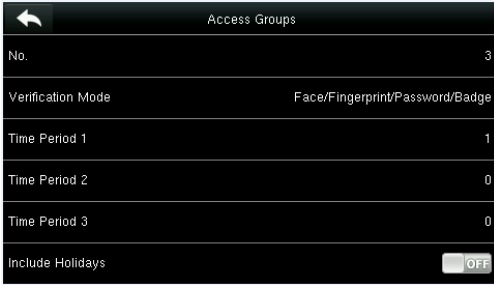 Access Groups
No. 3
Verification Mode Face/Fingerprint/Password/Badge
Time Period 1 1
Time Period 2 0
Time Period 3 0
Include Holidays OFF